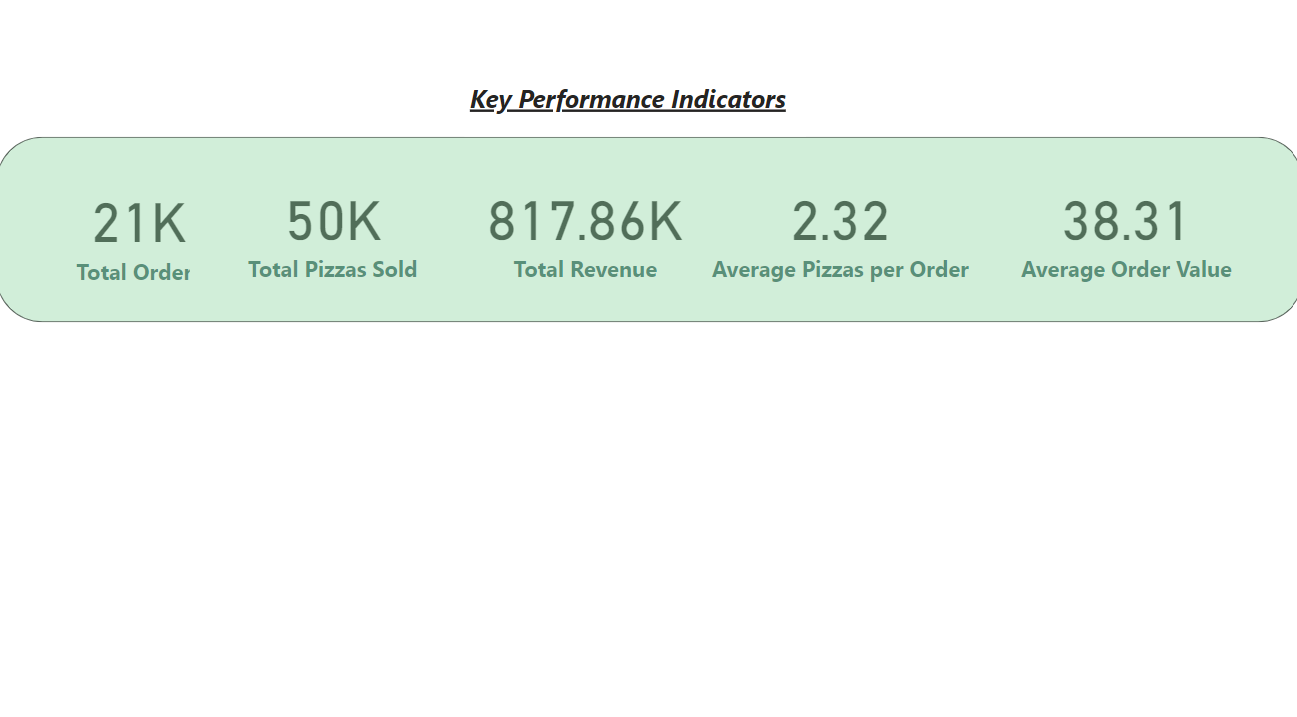 Key Performance Indicators
21K 50K 817.86K 2.32 38.31
Total Order Total Pizzas Sold Total Revenue Average Pizzas per Order Average Order Value